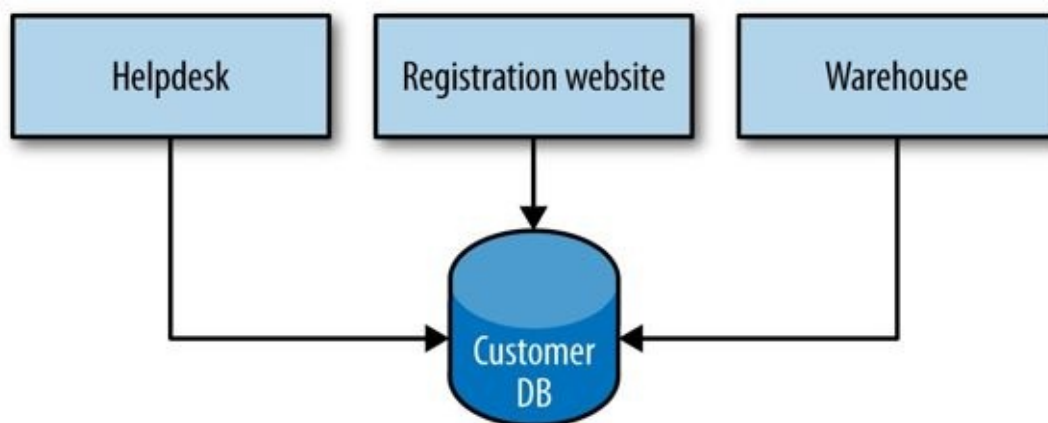 Helpdesk
Registration website
Warehouse
Customer
DB